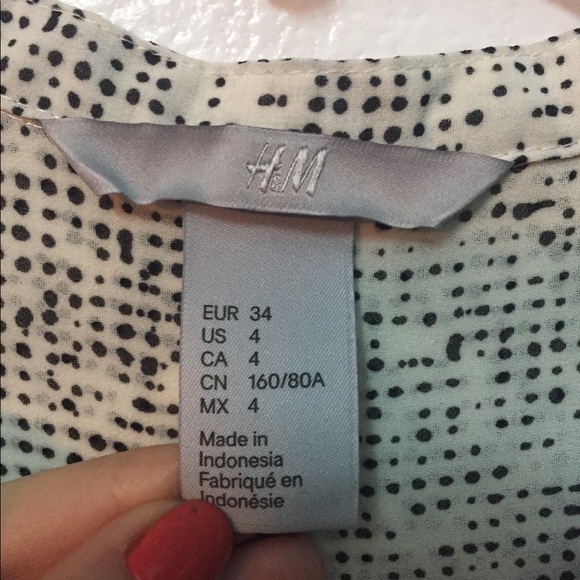 H&M
EUR 34
US 4
CA 4
CN 160/80A
MX 4
Made in
Indonesia
Fabriqué en
Indonésie